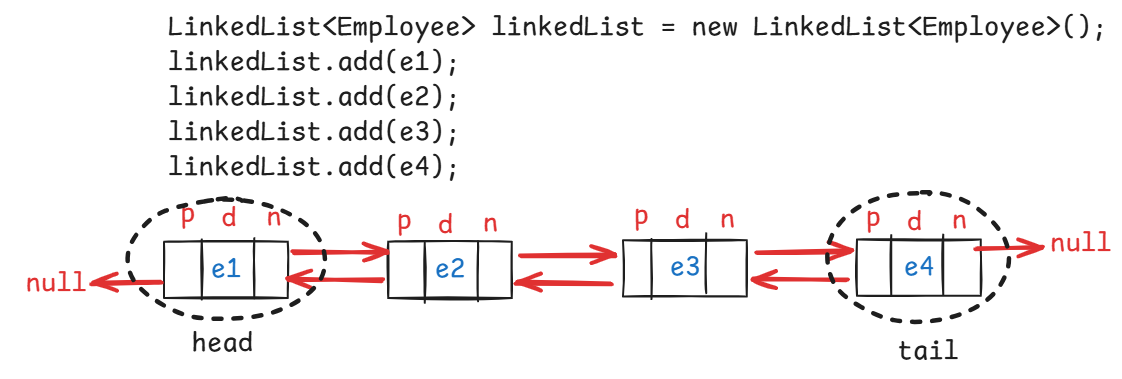 LinkedList<Employee> linkedList = new LinkedList<Employee>();
linkedList.add(e1);
linkedList.add(e2);
linkedList.add(e3);
linkedList.add(e4);
p d n
p d n
p d n
p d n
null
e1
e2
e3
e4
null
head
tail